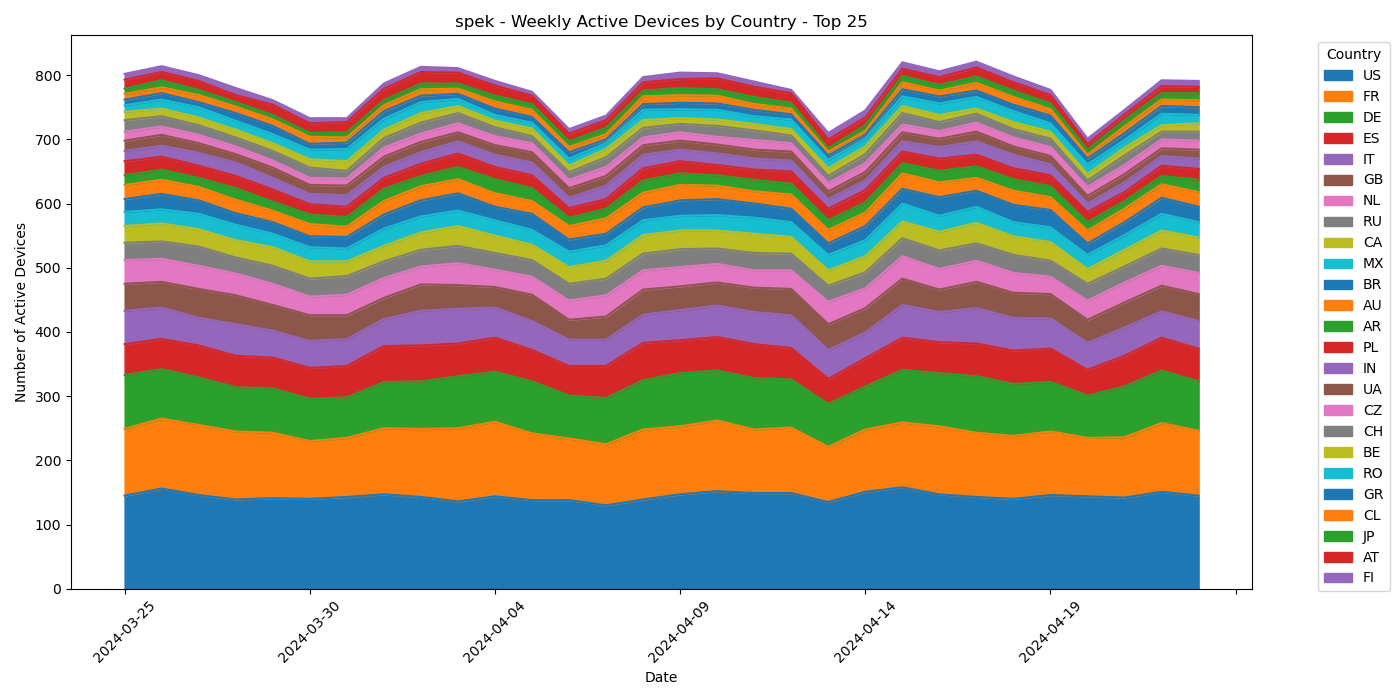 spek - Weekly Active Devices by Country - Top 25
Number of Active Devices
800
700
600
500
400
300
200
100
0
2024-03-25
2024-03-30
2024-04-04
2024-04-09
2024-04-14
2024-04-19
Date
Country
US
FR
DE
ES
IT
GB
NL
RU
CA
MX
BR
AU
AR
PL
IN
UA
CZ
CH
BE
RO
GR
CL
JP
AT
FI